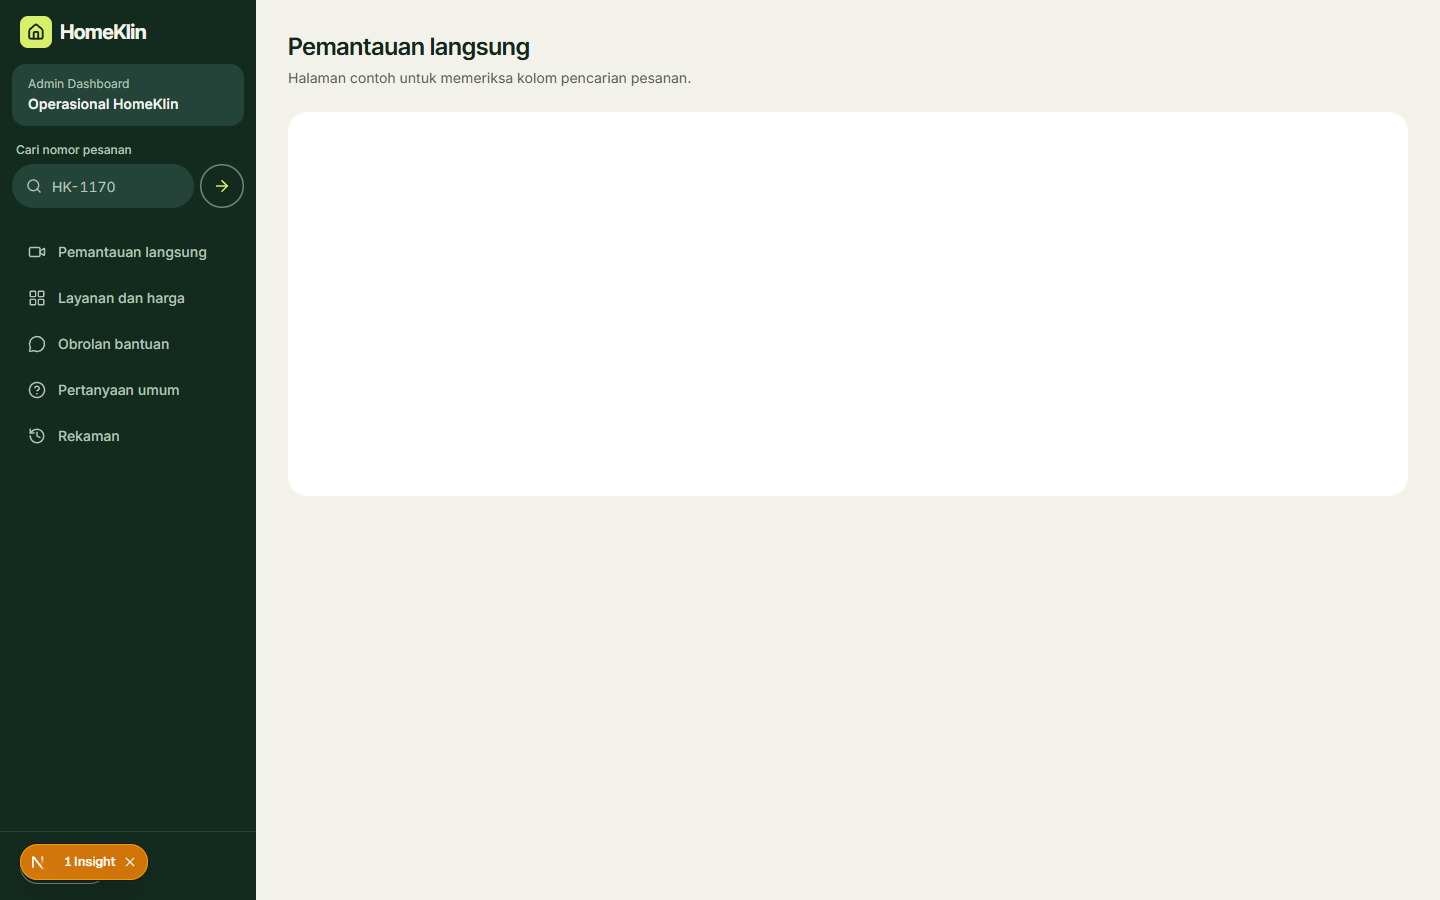 HomeKlin
Admin Dashboard
Operasional HomeKlin
Cari nomor pesanan
HK-1170
Pemantauan langsung
Layanan dan harga
Obrolan bantuan
Pertanyaan umum
Rekaman
1 Insight
Pemantauan langsung
Halaman contoh untuk memeriksa kolom pencarian pesanan.